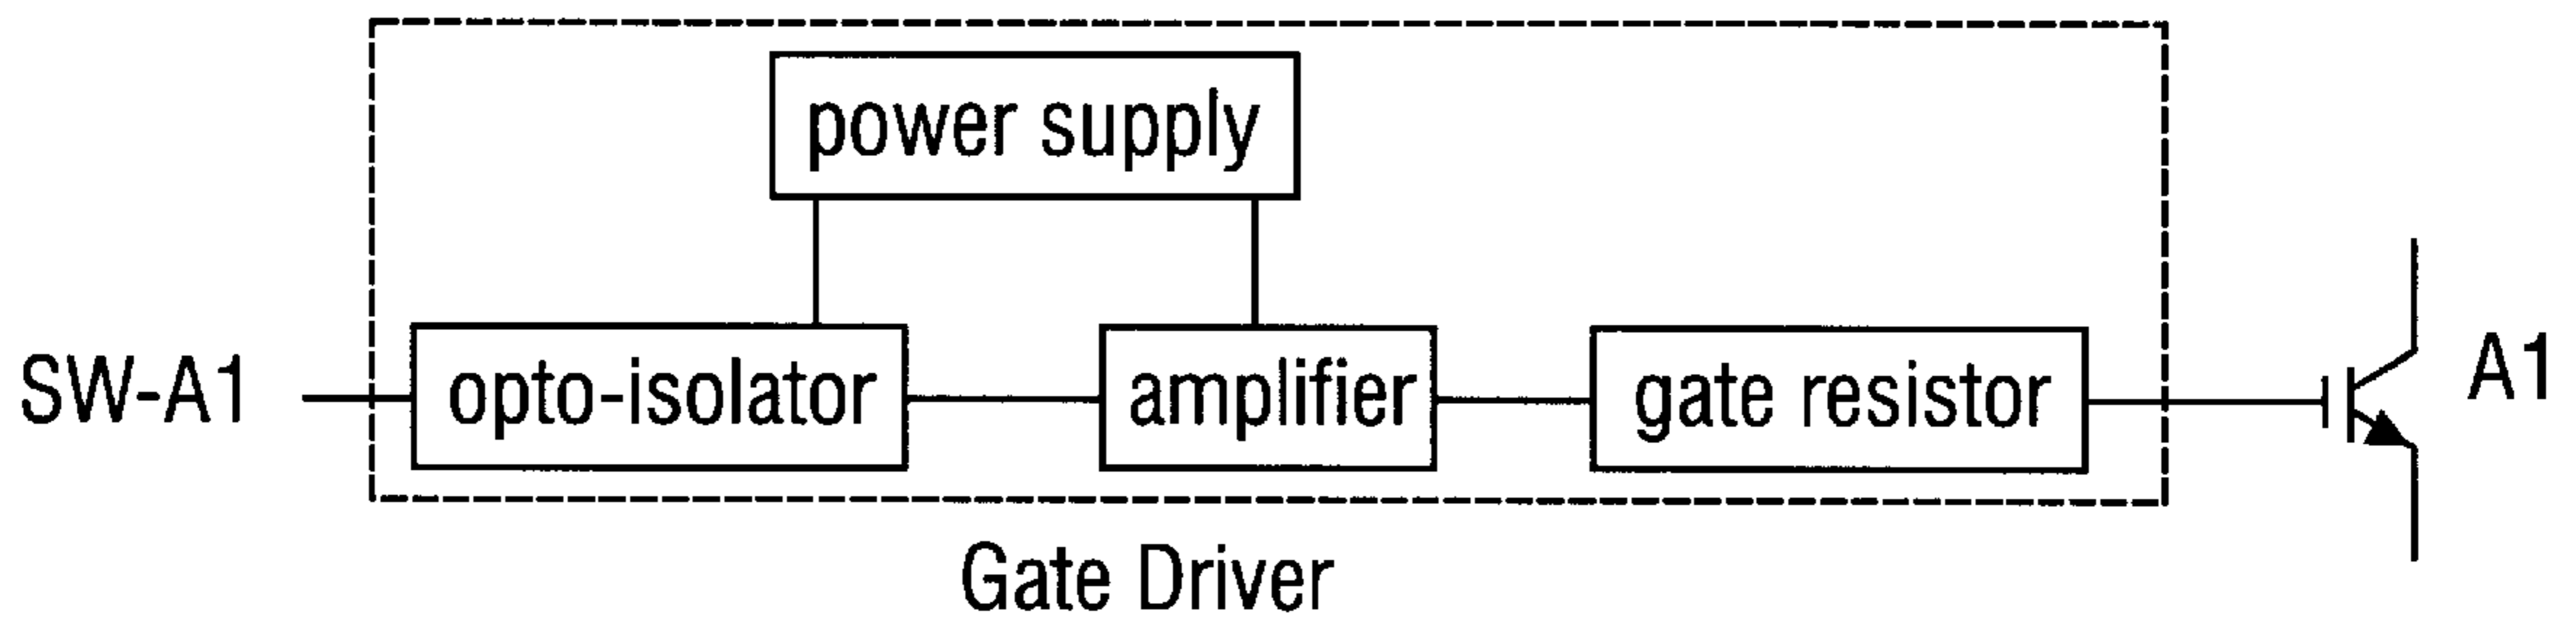 power supply
SW-A1
opto-isolator
amplifier
gate resistor
A1
Gate Driver